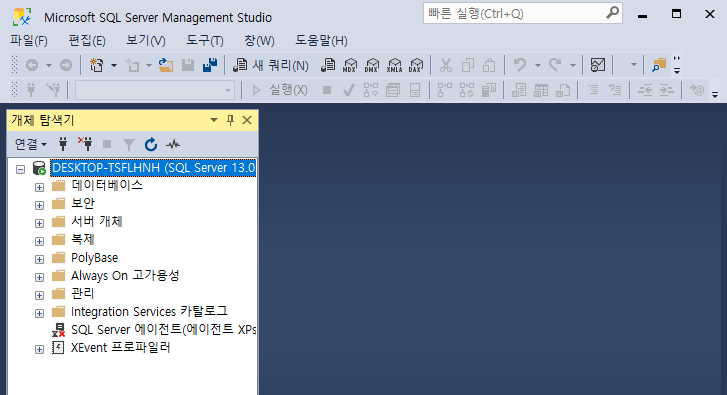 Microsoft SQL Server Management Studio
빠른 실행(Ctrl+Q)
파일(F) 편집(E) 보기(V) 도구(T) 창(W) 도움말(H)
새 쿼리(N) MDX DMX XMLA DAX
실행(X)
개체 탐색기
연결
DESKTOP-TSFLHNH (SQL Server 13.0
데이터베이스
보안
서버 개체
복제
PolyBase
Always On 고가용성
관리
Integration Services 카탈로그
SQL Server 에이전트(에이전트 XPs
XEvent 프로파일러